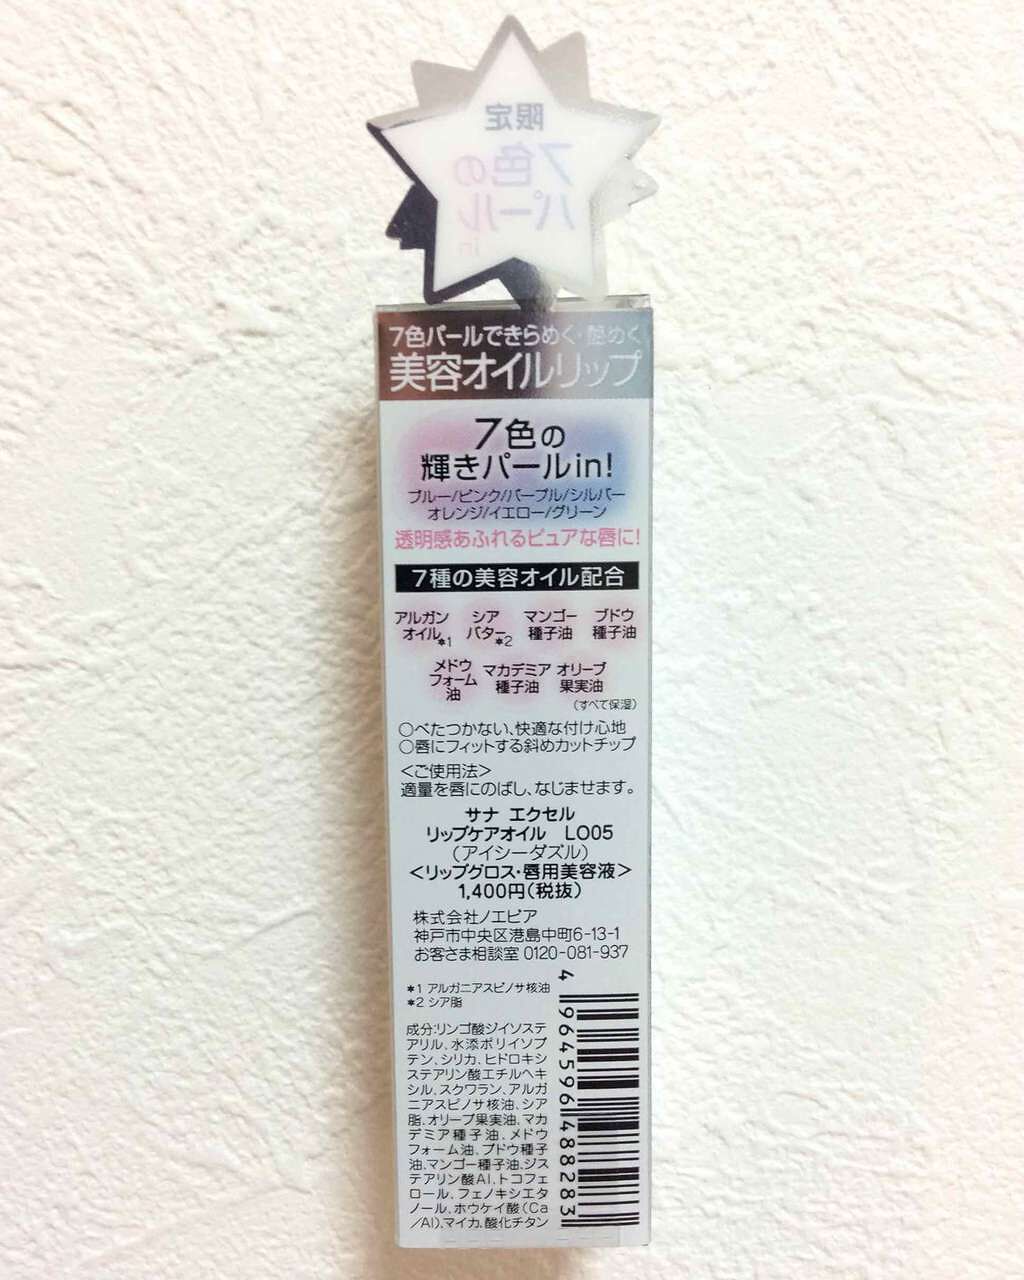 限定
7色の
パール
in
7色パールできらめく・艶めく
美容オイルリップ
7色の
輝きパールin!
ブルー/ピンク/パープル/シルバー
オレンジ/イエロー/グリーン
透明感あふれるピュアな唇に!
7種の美容オイル配合
アルガン シア マンゴー ブドウ
オイル*1 バター*2 種子油 種子油
メドウ
フォーム
油
マカデミア オリーブ
種子油 果実油
(すべて保湿)
○べたつかない、快適な付け心地
○唇にフィットする斜めカットチップ
<ご使用法>
適量を唇にのばし、なじませます。
サナ エクセル
リップケアオイル LO05
(アイシーダズル)
<リップグロス・唇用美容液>
1,400円(税抜)
株式会社ノエビア
神戸市中央区港島中町6-13-1
お客さま相談室 0120-081-937
*1 アルガニアスピノサ核油
*2 シア脂
成分:リンゴ酸ジイソステ
アリル、水添ポリイソブ
テン、シリカ、ヒドロキシ
ステアリン酸エチルヘキ
シル、スクワラン、アルガ
ニアスピノサ核油、シア
脂、オリーブ果実油、マカ
デミア種子油、メドウ
フォーム油、ブドウ種子
油、マンゴー種子油、ジス
テアリン酸Al、トコフェ
ロール、フェノキシエタ
ノール、ホウケイ酸(Ca
/Al)、マイカ、酸化チタン
4 964596 488283